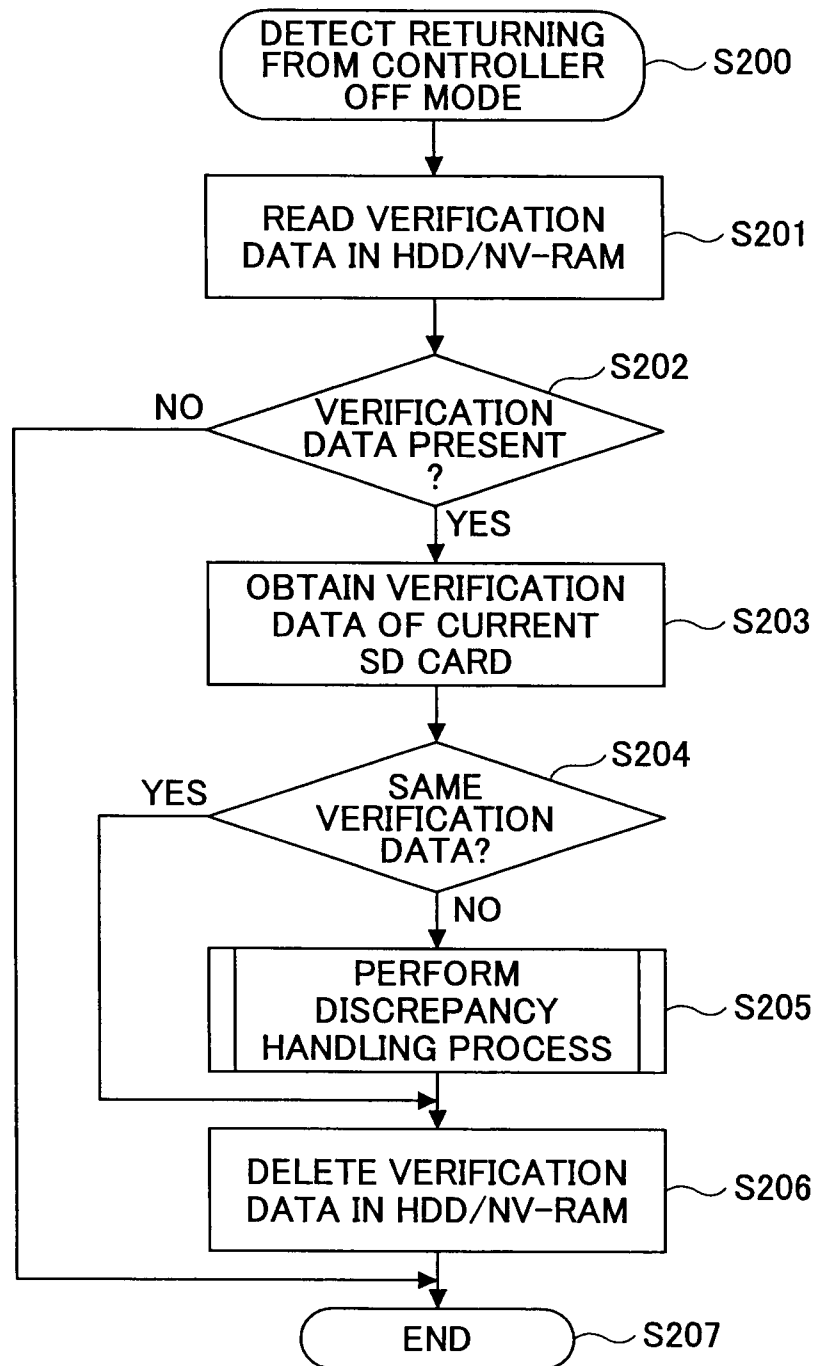 DETECT RETURNING
FROM CONTROLLER
OFF MODE
S200
READ VERIFICATION
DATA IN HDD/NV-RAM
S201
S202
NO
VERIFICATION
DATA PRESENT
?
YES
OBTAIN VERIFICATION
DATA OF CURRENT
SD CARD
S203
S204
YES
SAME
VERIFICATION
DATA?
NO
PERFORM
DISCREPANCY
HANDLING PROCESS
S205
DELETE VERIFICATION
DATA IN HDD/NV-RAM
S206
END
S207